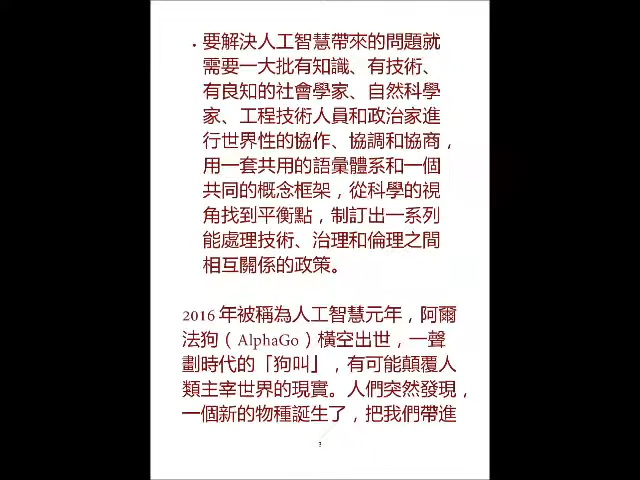 ．要解決人工智慧帶來的問題就
需要一大批有知識、有技術、
有良知的社會學家、自然科學
家、工程技術人員和政治家進
行世界性的協作、協調和協商，
用一套共用的語彙體系和一個
共同的概念框架，從科學的視
角找到平衡點，制訂出一系列
能處理技術、治理和倫理之間
相互關係的政策。
2016 年被稱為人工智慧元年，阿爾
法狗（AlphaGo）橫空出世，一聲
劃時代的「狗叫」，有可能顛覆人
類主宰世界的現實。人們突然發現，
一個新的物種誕生了，把我們帶進
3